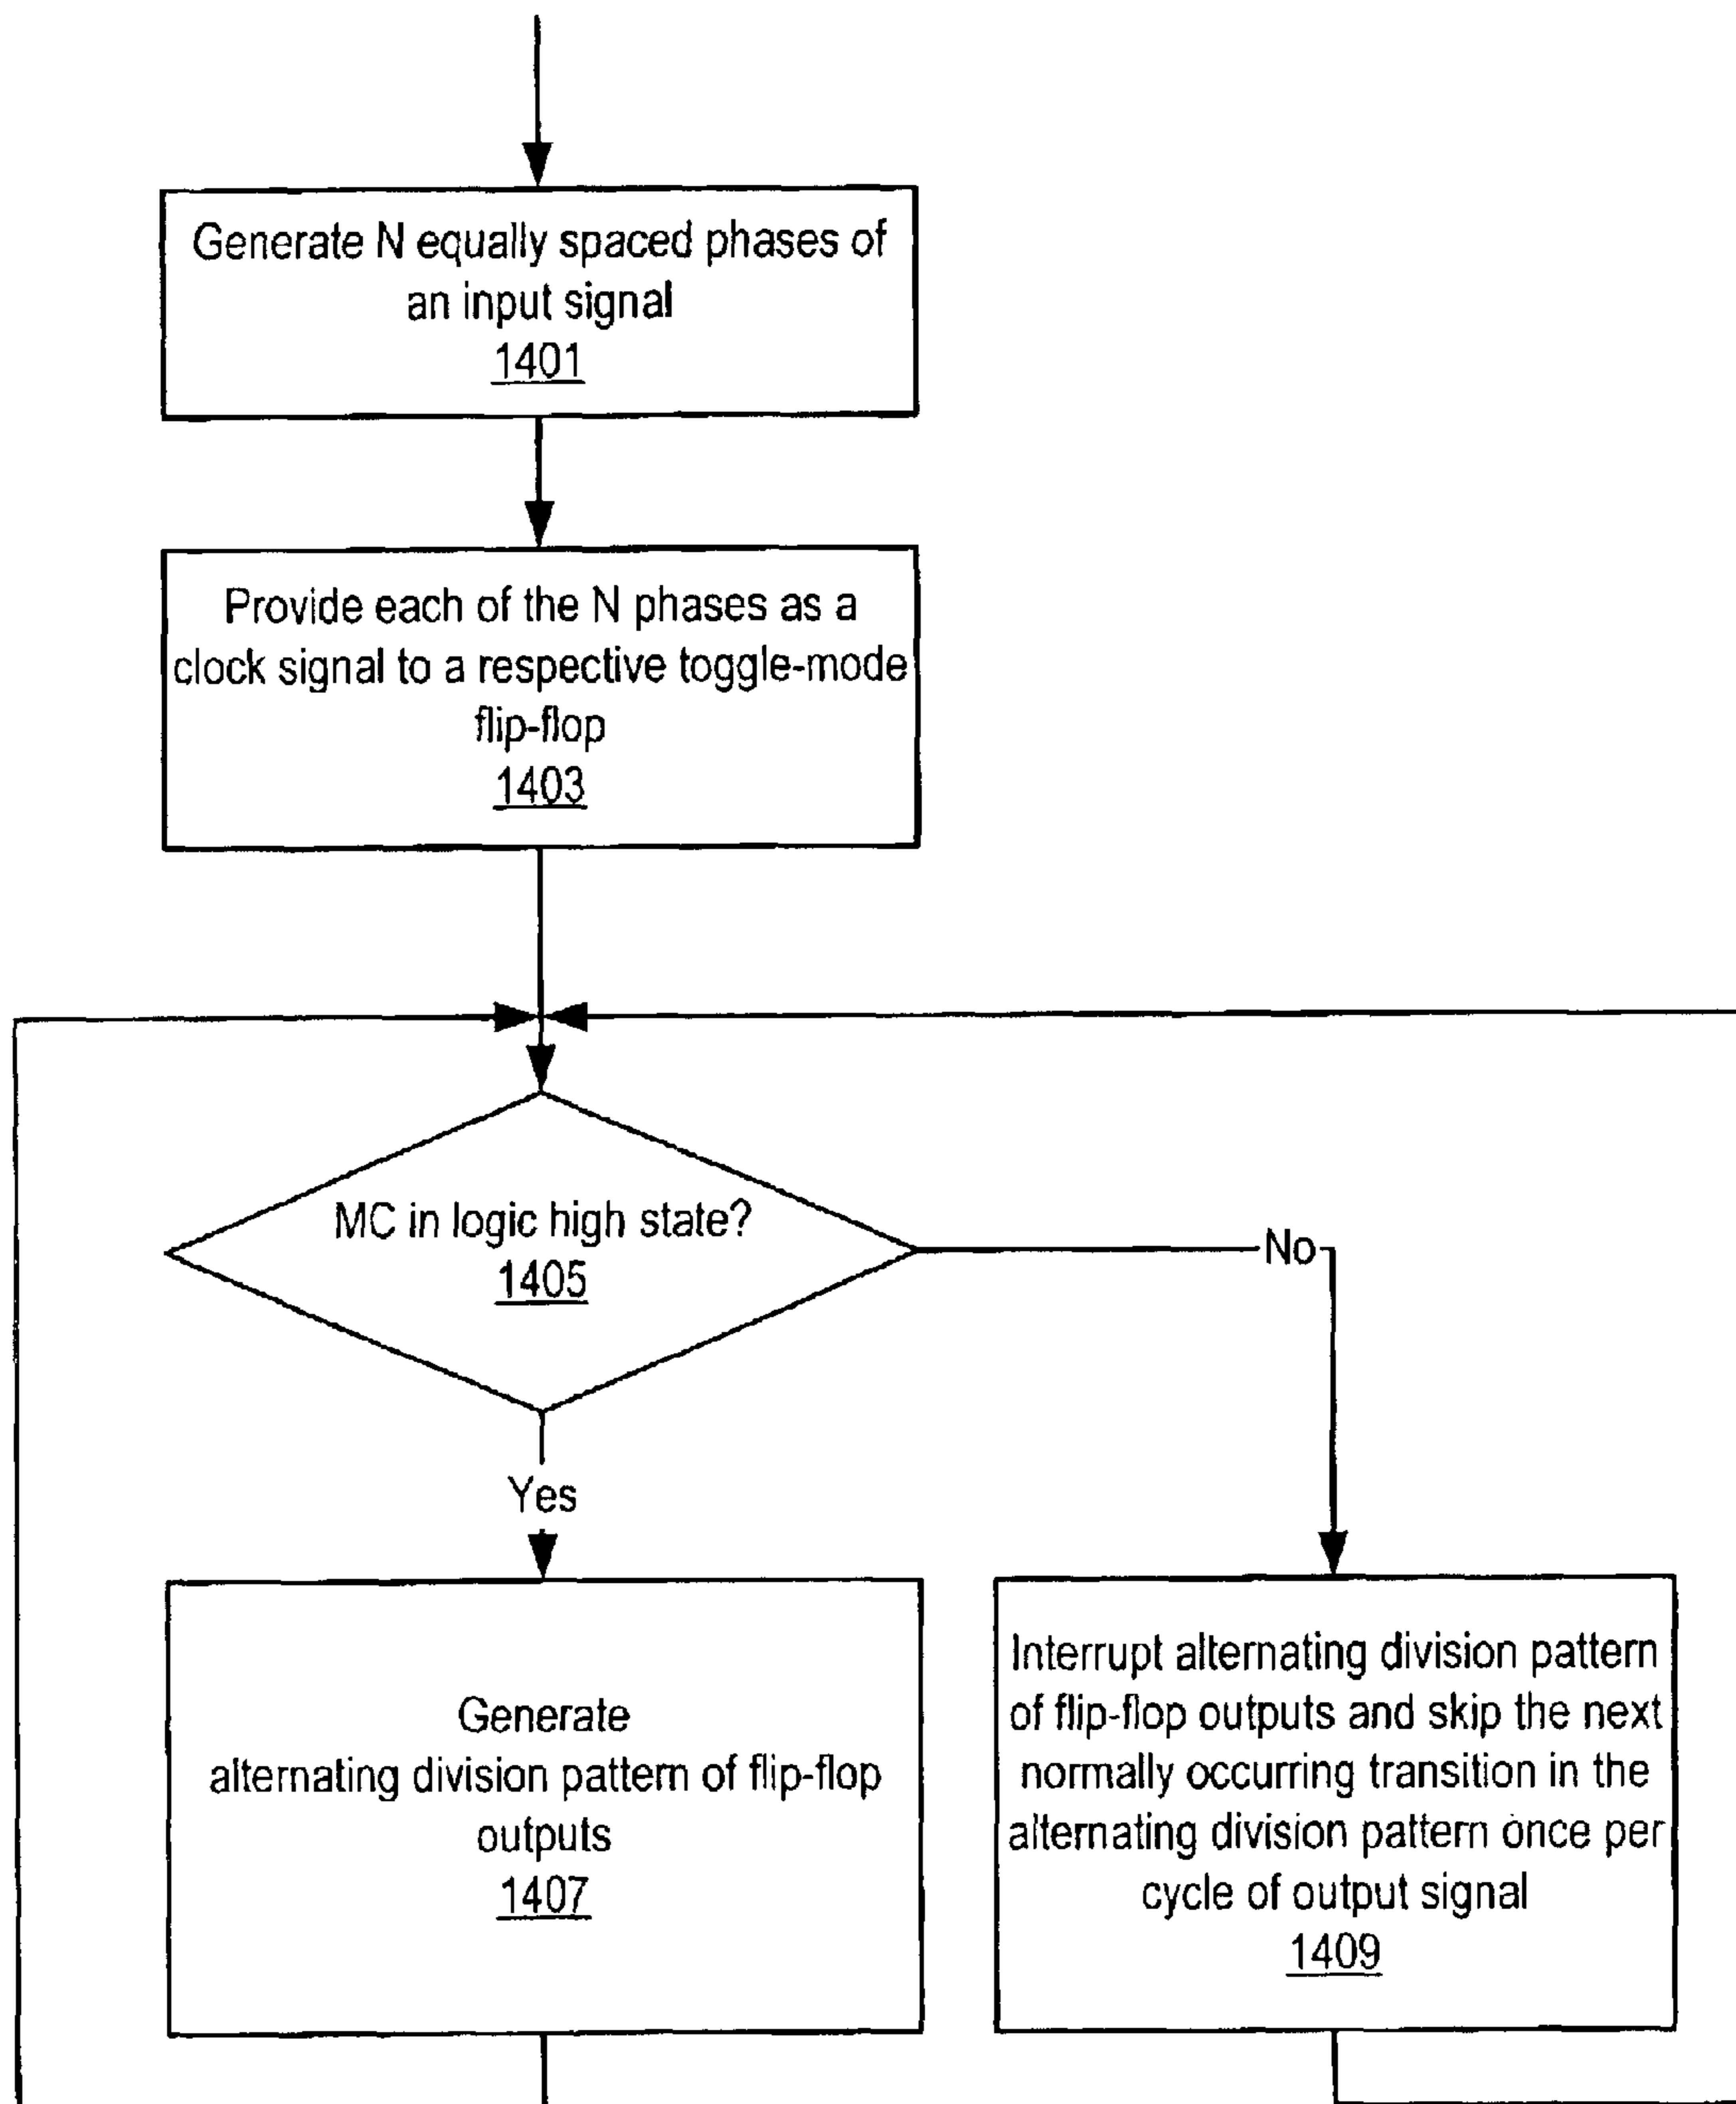 Generate N equally spaced phases of
an input signal
1401
Provide each of the N phases as a
clock signal to a respective toggle-mode
flip-flop
1403
MC in logic high state?
1405
No
Yes
Generate
alternating division pattern of flip-flop
outputs
1407
Interrupt alternating division pattern
of flip-flop outputs and skip the next
normally occurring transition in the
alternating division pattern once per
cycle of output signal
1409